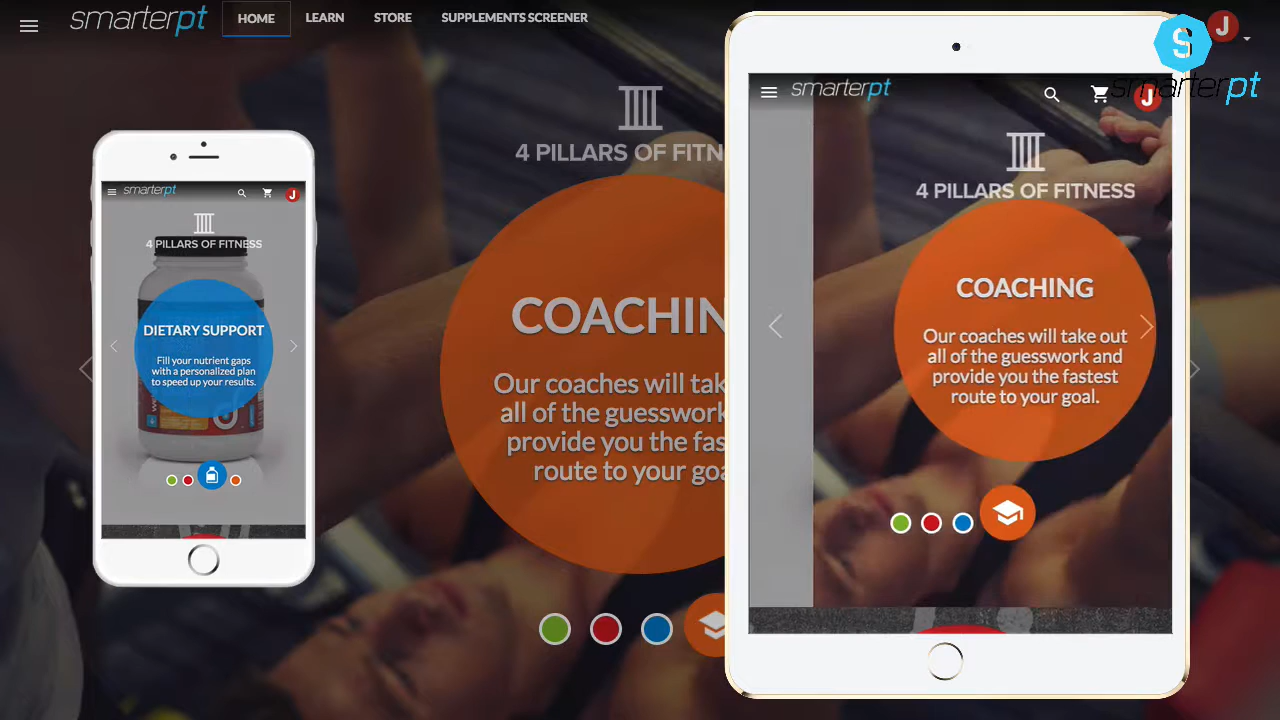 smarterpt
HOME
LEARN
STORE
SUPPLEMENTS SCREENER
J
S
smarterpt
4 PILLARS OF FITN
COACHIN
Our coaches will tak
all of the guesswork
provide you the fas
route to your goa
smarterpt
J
4 PILLARS OF FITNESS
DIETARY SUPPORT
Fill your nutrient gaps
with a personalized plan
to speed up your results.
smarterpt
J
4 PILLARS OF FITNESS
COACHING
Our coaches will take out
all of the guesswork and
provide you the fastest
route to your goal.